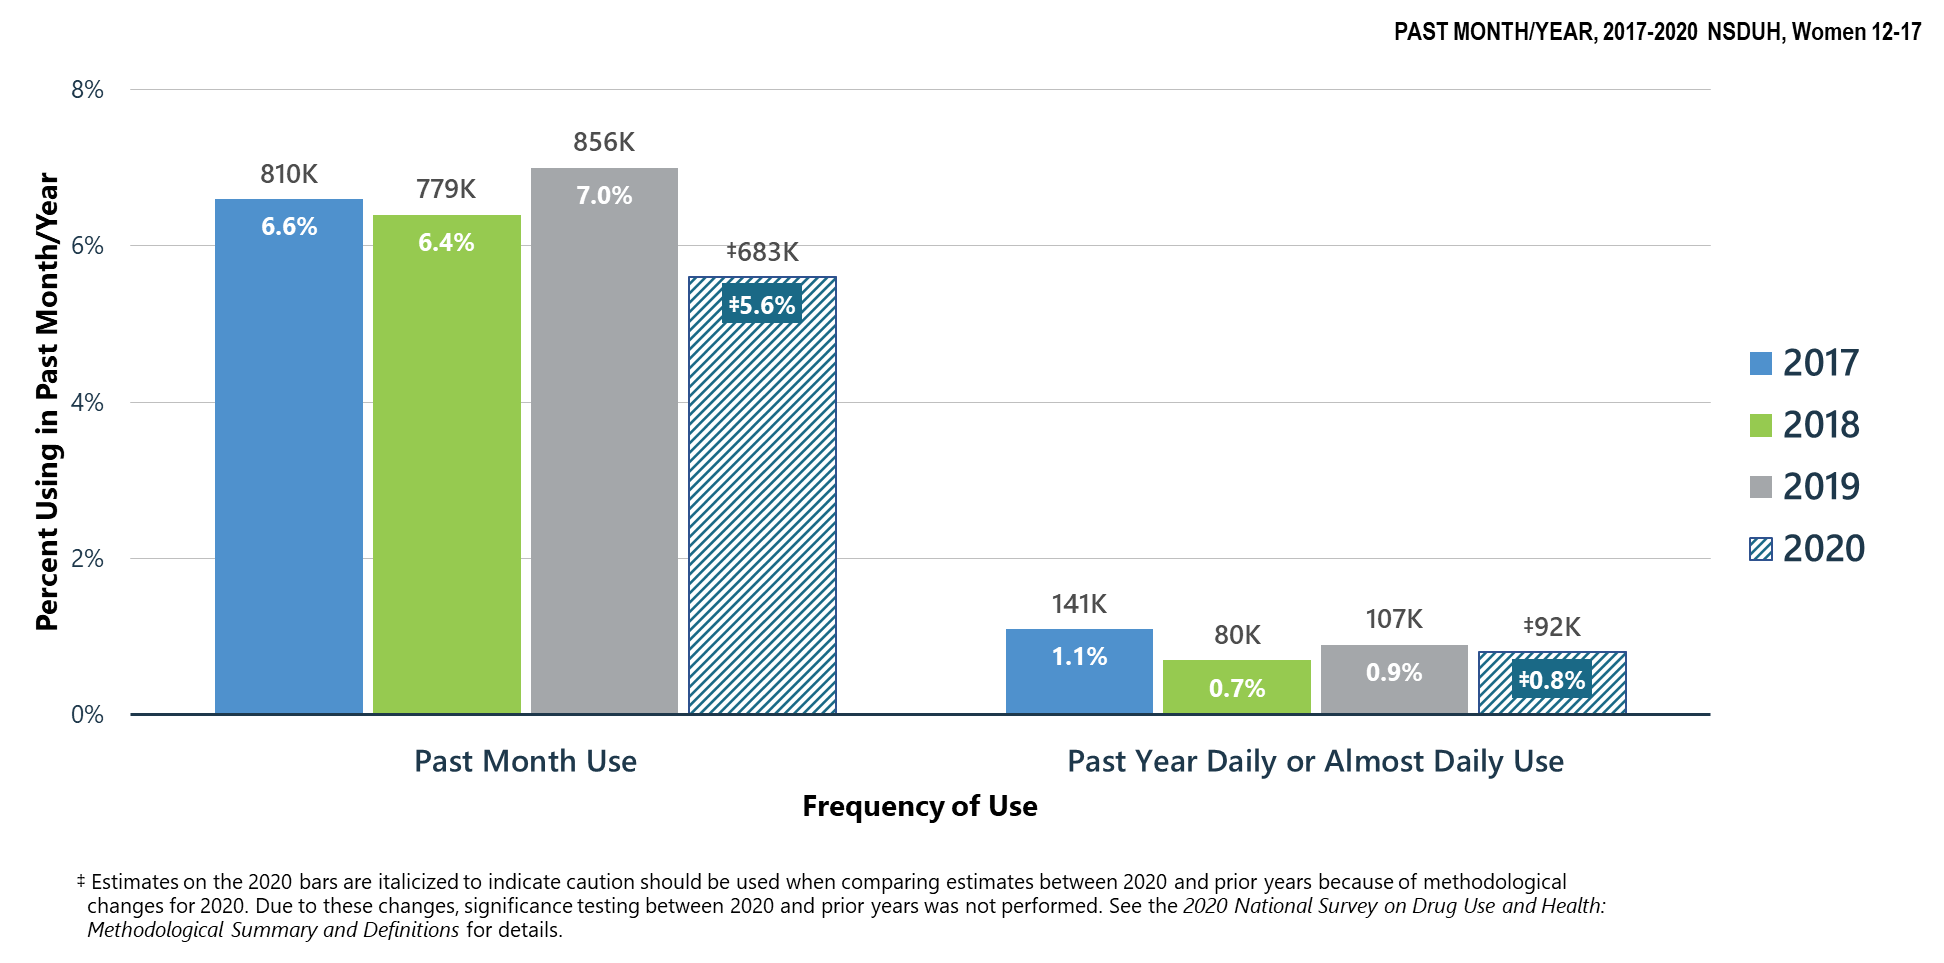 PAST MONTH/YEAR, 2017-2020 NSDUH, Women 12-17
Percent Using in Past Month/Year
8%
6%
4%
2%
0%
810K
6.6%
779K
6.4%
856K
7.0%
‡683K
‡5.6%
141K
1.1%
80K
0.7%
107K
0.9%
‡92K
‡0.8%
2017
2018
2019
2020
Past Month Use
Past Year Daily or Almost Daily Use
Frequency of Use
‡ Estimates on the 2020 bars are italicized to indicate caution should be used when comparing estimates between 2020 and prior years because of methodological
changes for 2020. Due to these changes, significance testing between 2020 and prior years was not performed. See the 2020 National Survey on Drug Use and Health:
Methodological Summary and Definitions for details.